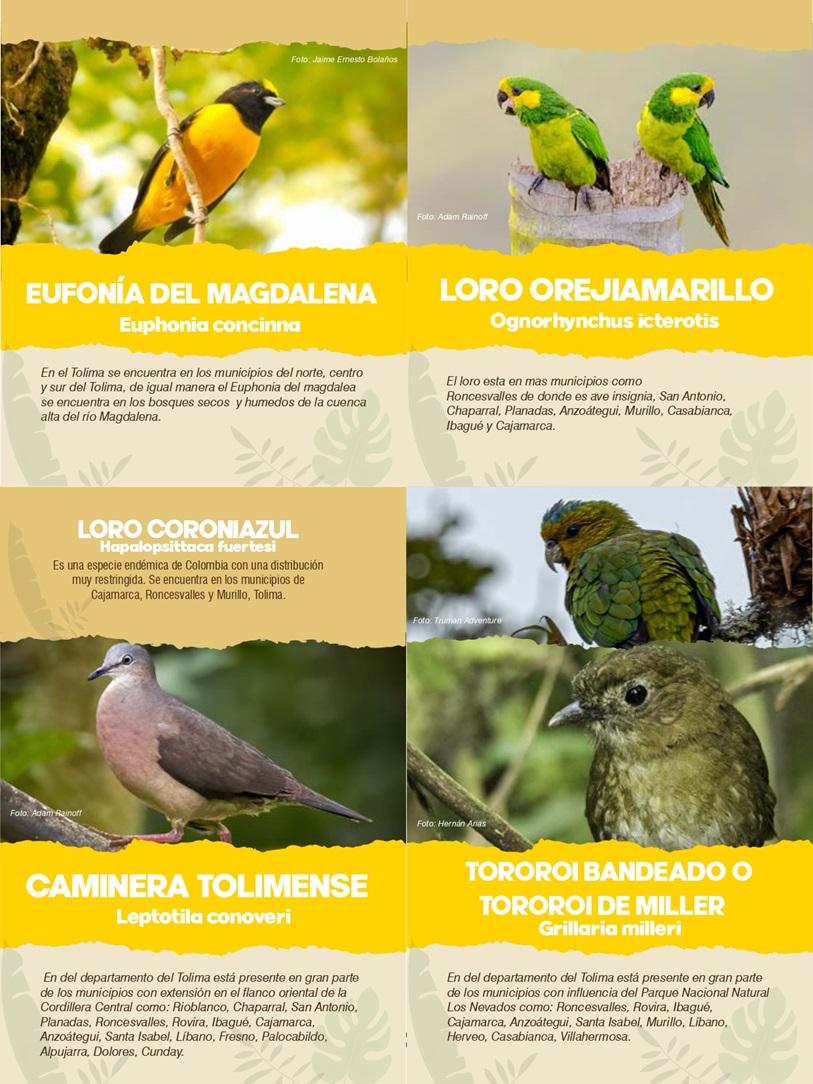 Foto: Jaime Ernesto Bolaños
EUFONÍA DEL MAGDALENA
Euphonia concinna
En el Tolima se encuentra en los municipios del norte, centro
y sur del Tolima, de igual manera el Euphonia del magdalea
se encuentra en los bosques secos y humedos de la cuenca
alta del río Magdalena.
Foto: Adam Rainoff
LORO OREJIAMARILLO
Ognorhynchus icterotis
El loro esta en mas municipios como
Roncesvalles de donde es ave insignia, San Antonio,
Chaparral, Planadas, Anzoátegui, Murillo, Casabianca,
Ibagué y Cajamarca.
LORO CORONIAZUL
Hapalopsittaca fuertesi
Es una especie endémica de Colombia con una distribución
muy restringida. Se encuentra en los municipios de
Cajamarca, Roncesvalles y Murillo, Tolima.
Foto: Truman Adventure
Foto: Adam Rainoff
CAMINERA TOLIMENSE
Leptotila conoveri
En del departamento del Tolima está presente en gran parte
de los municipios con extensión en el flanco oriental de la
Cordillera Central como: Rioblanco, Chaparral, San Antonio,
Planadas, Roncesvalles, Rovira, Ibagué, Cajamarca,
Anzoátegui, Santa Isabel, Líbano, Fresno, Palocabildo,
Alpujarra, Dolores, Cunday.
Foto: Hernán Arias
TOROROI BANDEADO O
TOROROI DE MILLER
Grillaria milleri
En del departamento del Tolima está presente en gran parte
de los municipios con influencia del Parque Nacional Natural
Los Nevados como: Roncesvalles, Rovira, Ibagué,
Cajamarca, Anzoátegui, Santa Isabel, Murillo, Líbano,
Herveo, Casabianca, Villahermosa.